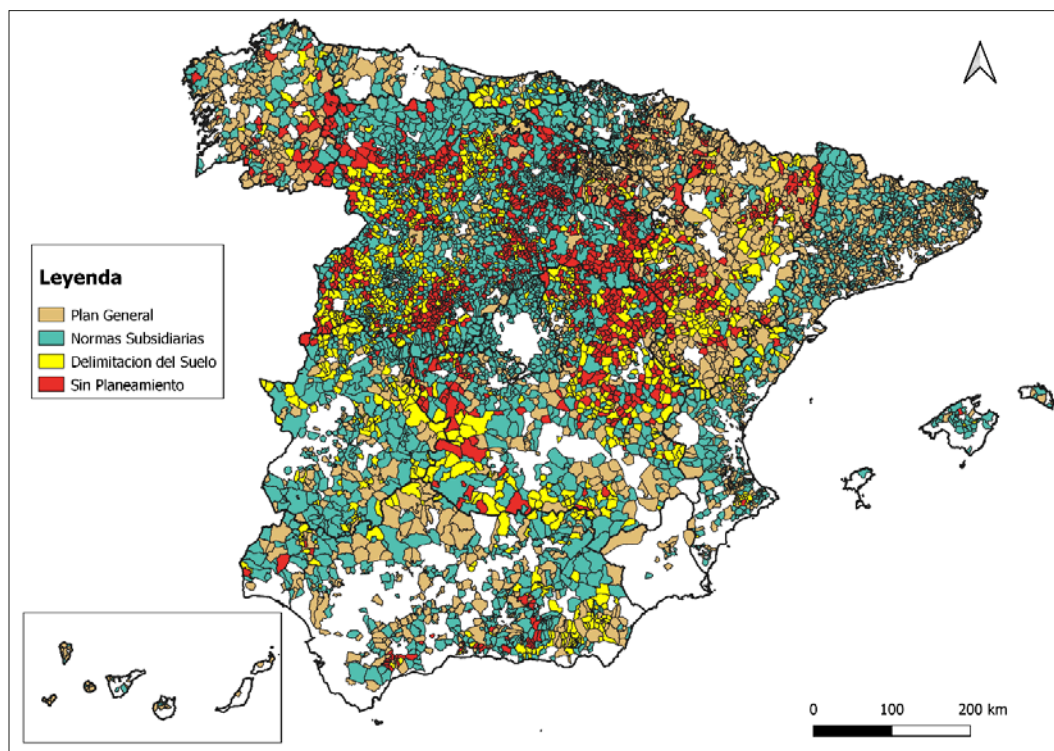 Leyenda
Plan General
Normas Subsidiarias
Delimitacion del Suelo
Sin Planeamiento
0 100 200 km